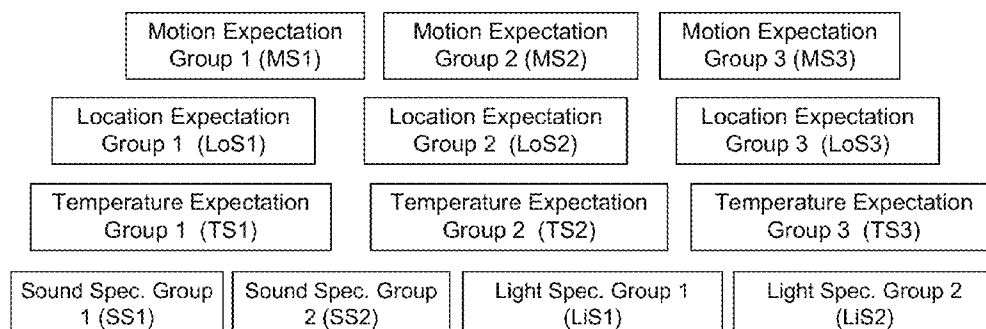 Motion Expectation
Group 1 (MS1)
Motion Expectation
Group 2 (MS2)
Motion Expectation
Group 3 (MS3)
Location Expectation
Group 1 (LoS1)
Location Expectation
Group 2 (LoS2)
Location Expectation
Group 3 (LoS3)
Temperature Expectation
Group 1 (TS1)
Temperature Expectation
Group 2 (TS2)
Temperature Expectation
Group 3 (TS3)
Sound Spec. Group
1 (SS1)
Sound Spec. Group
2 (SS2)
Light Spec. Group 1
(LiS1)
Light Spec. Group 2
(LiS2)